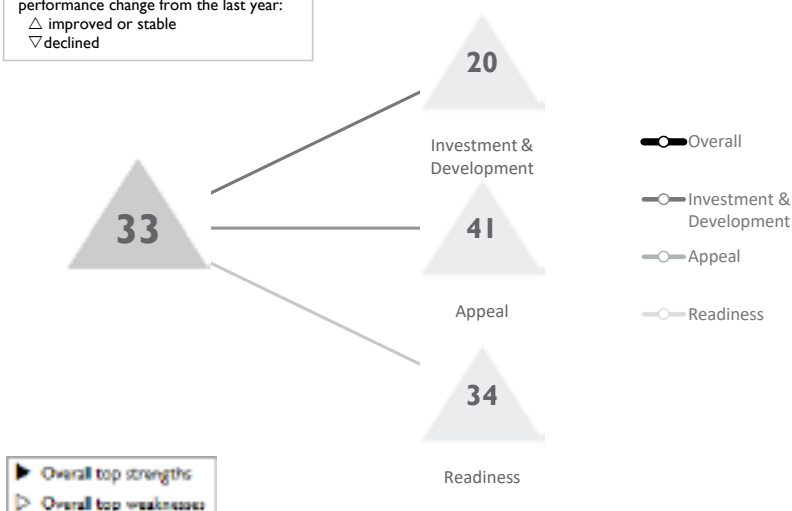 performance change from the last year:
△ improved or stable
▽ declined
33
20
Investment &
Development
41
Appeal
34
Readiness
Overall
Investment &
Development
Appeal
Readiness
▶ Overall top strengths
▷ Overall top weaknesses